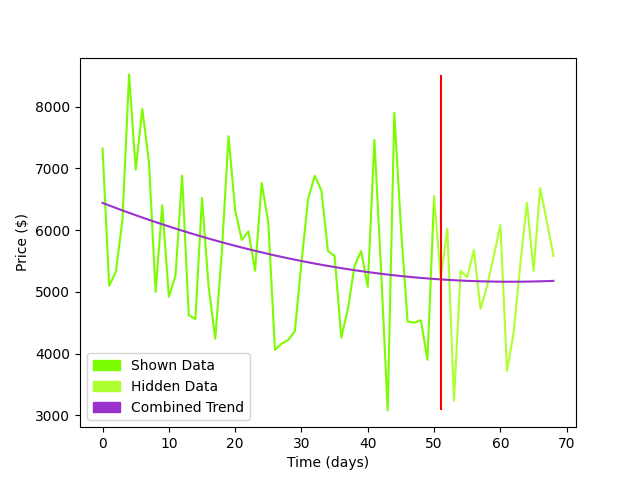 8000
7000
6000
5000
4000
3000
Price ($)
Shown Data
Hidden Data
Combined Trend
0 10 20 30 40 50 60 70
Time (days)